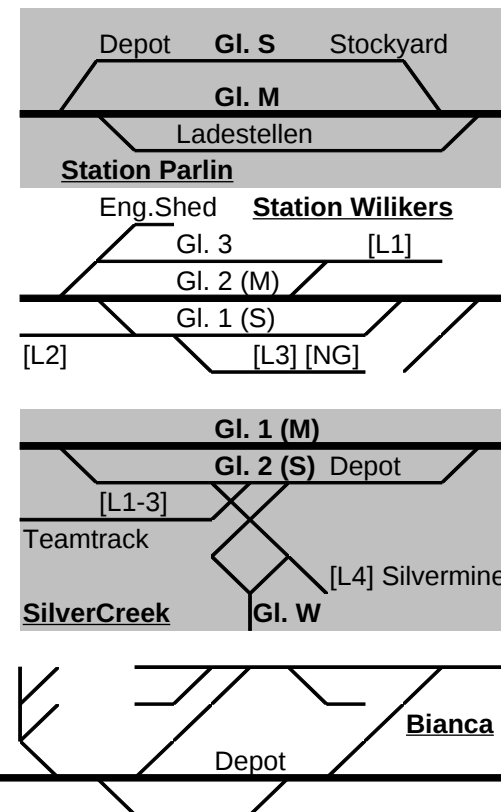 Depot Gl. S Stockyard
Gl. M
Ladestellen
Station Parlin
Eng.Shed Station Wilikers
Gl. 3 [L1]
Gl. 2 (M)
Gl. 1 (S)
[L2] [L3] [NG]
Gl. 1 (M)
Gl. 2 (S) Depot
[L1-3]
Teamtrack
[L4] Silvermine
SilverCreek Gl. W
Bianca
Depot